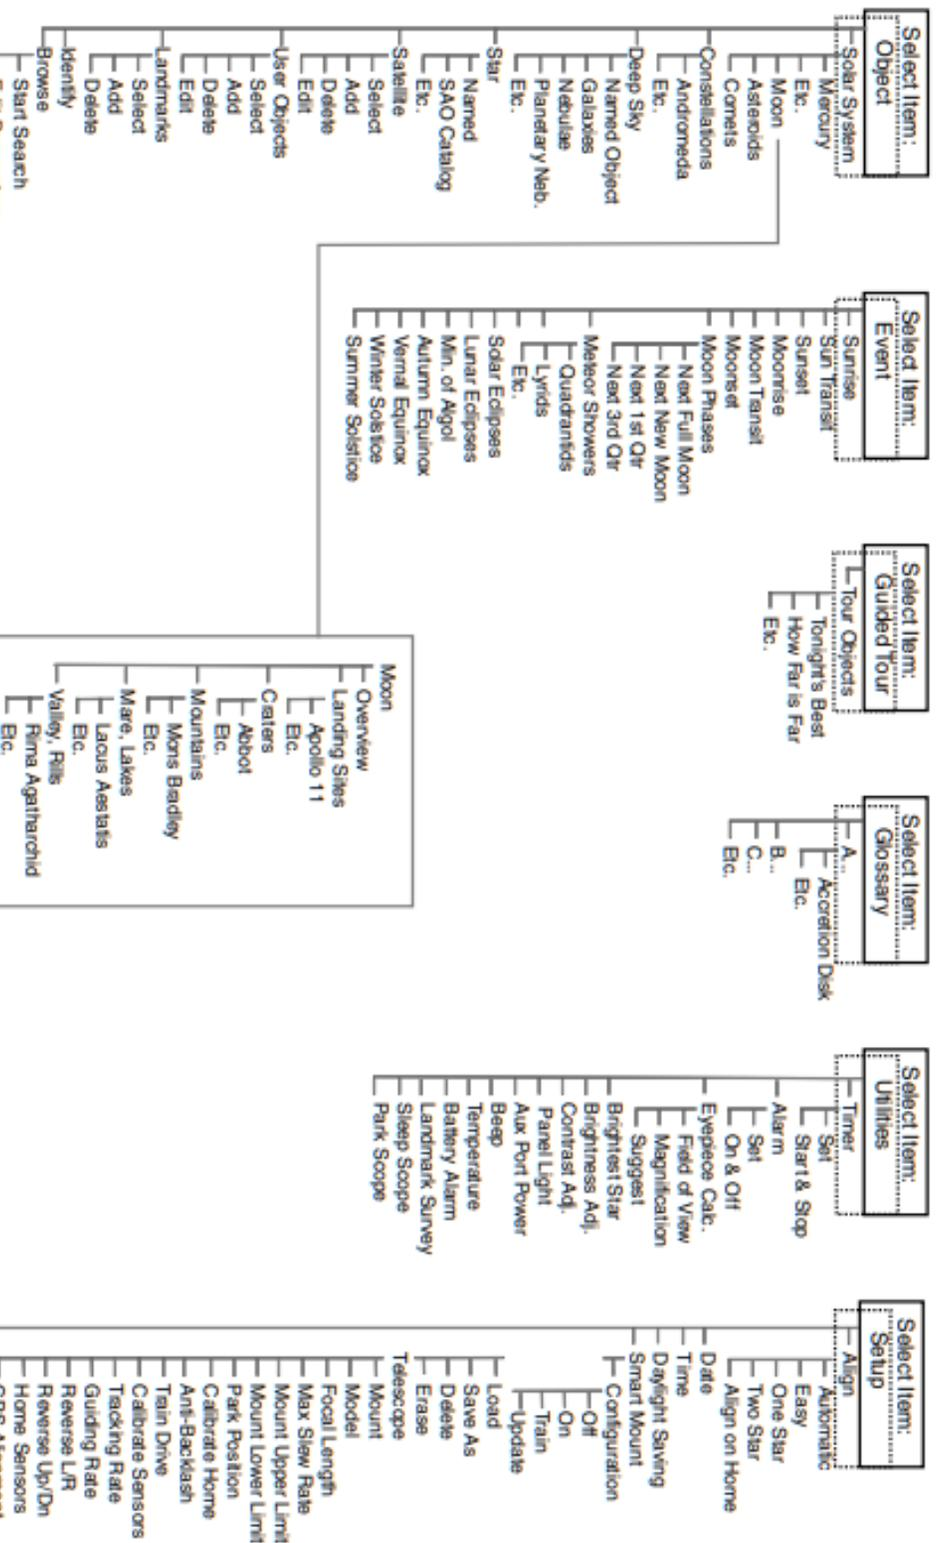 Select Item:
Object
Solar System
Mercury
Etc.
Moon
Asteroids
Comets
Constellations
Andromeda
Etc.
Deep Sky
Named Object
Galaxies
Nebulae
Planetary Neb.
Etc.
Star
Named
SAO Catalog
Etc.
Satellite
Select
Add
Delete
Edit
User Objects
Select
Add
Delete
Edit
Landmarks
Select
Add
Delete
Identify
Browse
Start Search
Select Item:
Event
Sunrise
Sun Transit
Sunset
Moonrise
Moon Transit
Moonset
Moon Phases
Next Full Moon
Next New Moon
Next 1st Qtr
Next 3rd Qtr
Meteor Showers
Quadrantids
Lyrids
Etc.
Solar Eclipses
Lunar Eclipses
Min. of Algol
Autumn Equinox
Vernal Equinox
Winter Solstice
Summer Solstice
Select Item:
Guided Tour
Tour Objects
Tonight's Best
How Far is Far
Etc.
Moon
Overview
Landing Sites
Apollo 11
Etc.
Craters
Abbot
Etc.
Mountains
Mons Bradley
Etc.
Mare, Lakes
Lacus Aestatis
Etc.
Valley, Rills
Rima Agatharchid
Etc.
Select Item:
Glossary
A...
Accretion Disk
Etc.
B...
C...
Etc.
Select Item:
Utilities
Timer
Set
Start & Stop
Alarm
Set
On & Off
Eyepiece Calc.
Field of View
Magnification
Suggest
Brightest Star
Brightness Adj.
Contrast Adj.
Panel Light
Aux Port Power
Beep
Temperature
Battery Alarm
Landmark Survey
Sleep Scope
Park Scope
Select Item:
Setup
Align
Automatic
Easy
One Star
Two Star
Align on Home
Date
Time
Daylight Saving
Smart Mount
Configuration
Off
On
Train
Update
Load
Save As
Delete
Erase
Telescope
Mount
Model
Focal Length
Max Slew Rate
Mount Upper Limit
Mount Lower Limit
Park Position
Calibrate Home
Anti-Backlash
Train Drive
Calibrate Sensors
Tracking Rate
Guiding Rate
Reverse L/R
Reverse Up/Dn
Home Sensors